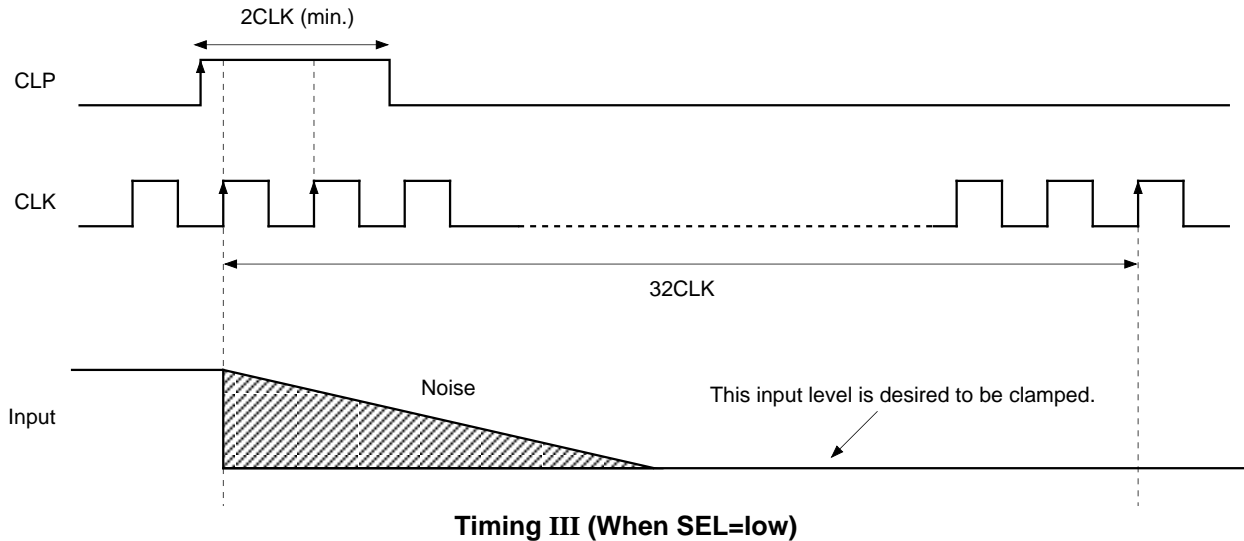 2CLK (min.)
CLP
CLK
32CLK
Noise
This input level is desired to be clamped.
Input
Timing III (When SEL=low)